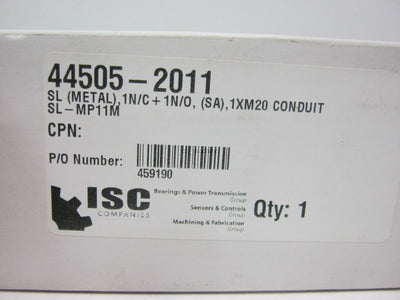 44505-2011
SL (METAL),1N/C + 1N/O, (SA),1XM20 CONDUIT
SL-MP11M
CPN:
P/O Number:
459190
ISC
COMPANIES
Bearings & Power Transmission
Group
Sensors & Controls
Group
Machining & Fabrication
Group
Qty: 1